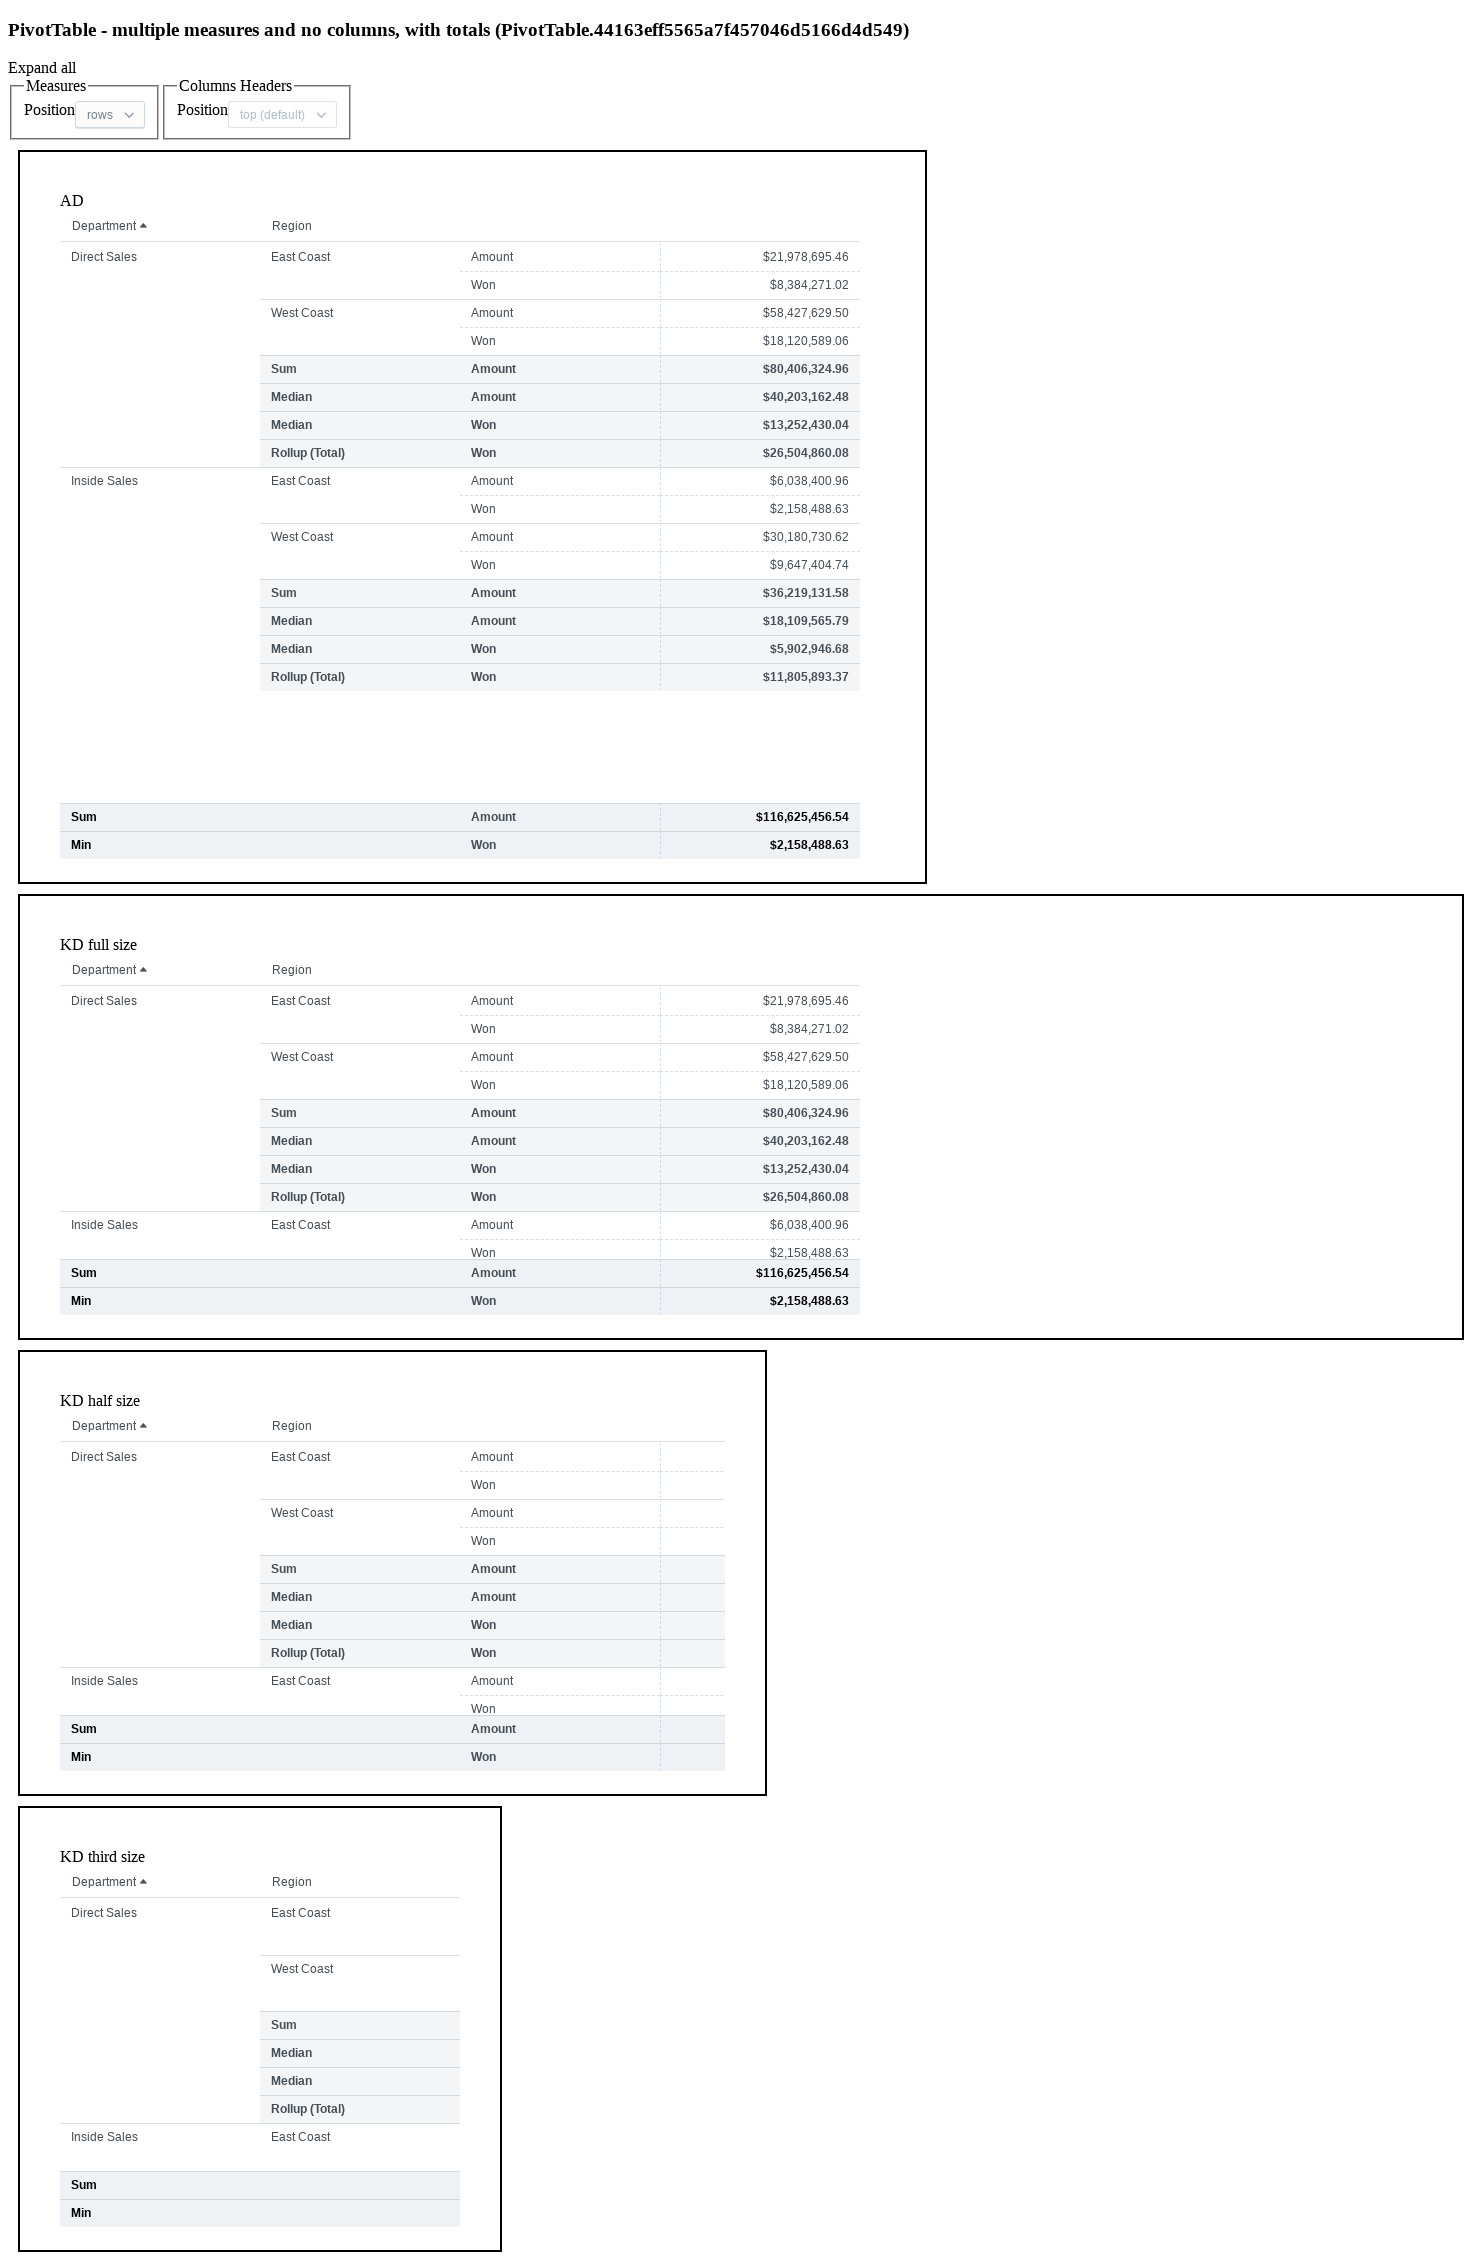 PivotTable - multiple measures and no columns, with totals (PivotTable.44163eff5565a7f457046d5166d4d549)
Expand all
Measures Columns Headers
Position rows Position top (default)
AD
Department Region
Direct Sales East Coast Amount $21,978,695.46
Won $8,384,271.02
West Coast Amount $58,427,629.50
Won $18,120,589.06
Sum Amount $80,406,324.96
Median Amount $40,203,162.48
Median Won $13,252,430.04
Rollup (Total) Won $26,504,860.08
Inside Sales East Coast Amount $6,038,400.96
Won $2,158,488.63
West Coast Amount $30,180,730.62
Won $9,647,404.74
Sum Amount $36,219,131.58
Median Amount $18,109,565.79
Median Won $5,902,946.68
Rollup (Total) Won $11,805,893.37
Sum Amount $116,625,456.54
Min Won $2,158,488.63
KD full size
Department Region
Direct Sales East Coast Amount $21,978,695.46
Won $8,384,271.02
West Coast Amount $58,427,629.50
Won $18,120,589.06
Sum Amount $80,406,324.96
Median Amount $40,203,162.48
Median Won $13,252,430.04
Rollup (Total) Won $26,504,860.08
Inside Sales East Coast Amount $6,038,400.96
Won $2,158,488.63
Sum Amount $116,625,456.54
Min Won $2,158,488.63
KD half size
Department Region
Direct Sales East Coast Amount
Won
West Coast Amount
Won
Sum Amount
Median Amount
Median Won
Rollup (Total) Won
Inside Sales East Coast Amount
Won
Sum Amount
Min Won
KD third size
Department Region
Direct Sales East Coast
West Coast
Sum
Median
Median
Rollup (Total)
Inside Sales East Coast
Sum
Min